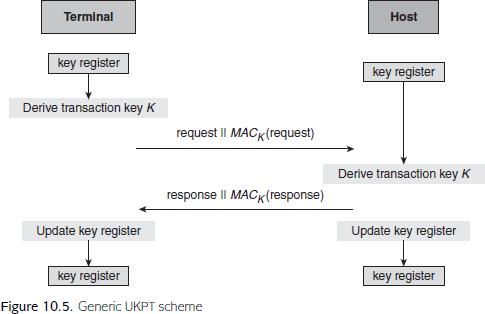 Terminal
Host
key register
key register
Derive transaction key K
request || MACK(request)
Derive transaction key K
response || MACK(response)
Update key register
Update key register
key register
key register
Figure 10.5. Generic UKPT scheme